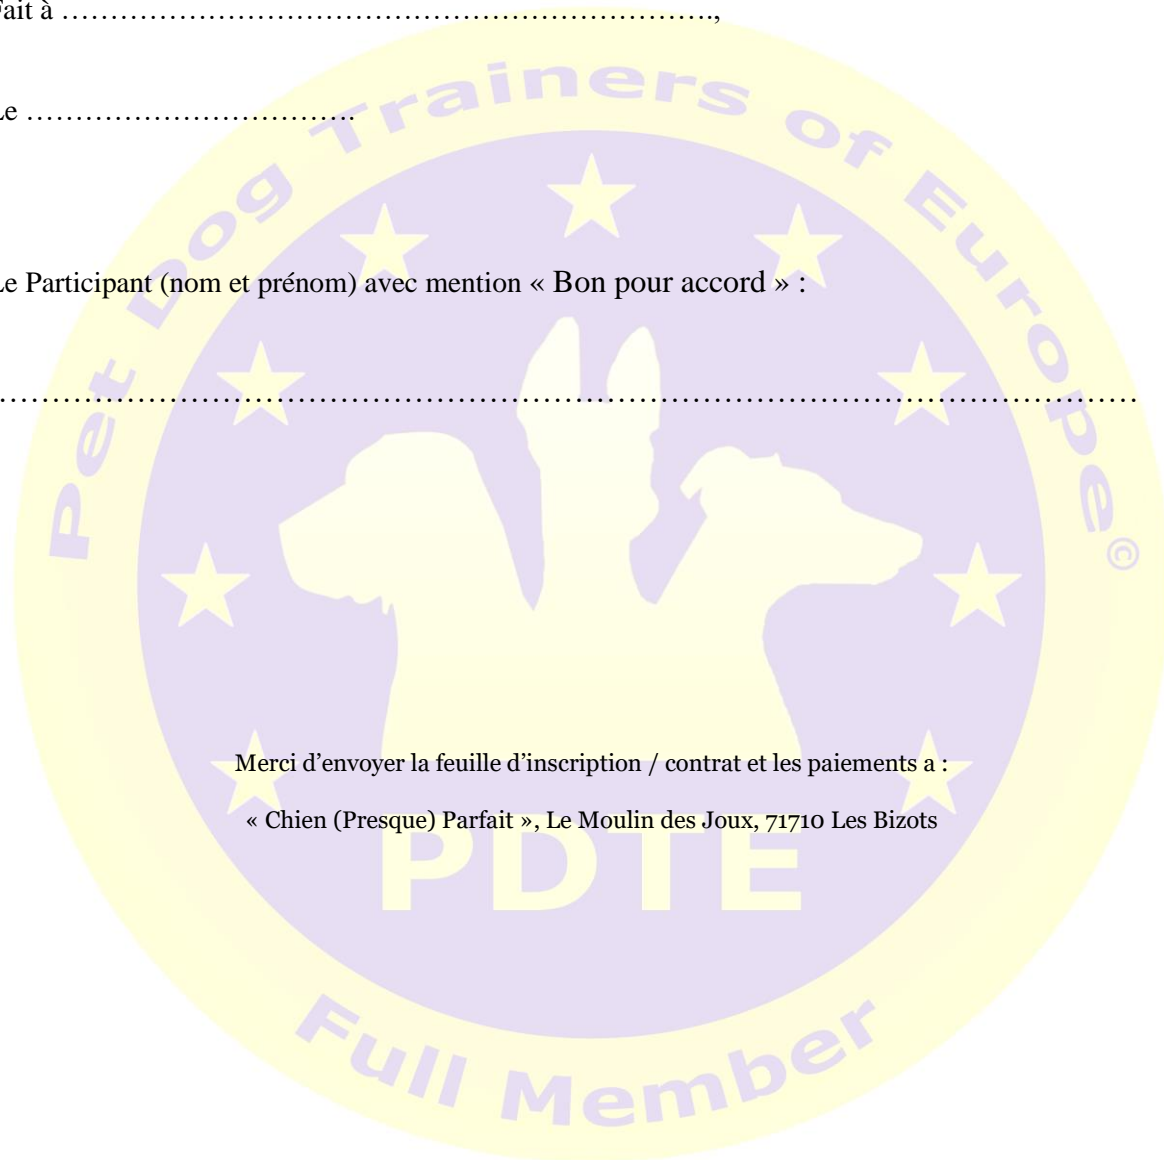 Fait à ……………………………………………………………….,
Le …………………………….
Le Participant (nom et prénom) avec mention « Bon pour accord » :
……………………………………………………………………………………………………………
Merci d’envoyer la feuille d’inscription / contrat et les paiements a :
« Chien (Presque) Parfait », Le Moulin des Joux, 71710 Les Bizots
Pet Dog Trainers of Europe©
PDTE
Full Member